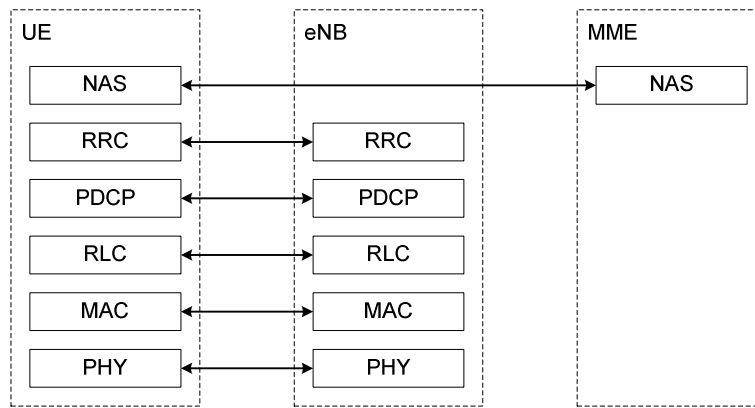 UE eNB MME
NAS NAS
RRC RRC
PDCP PDCP
RLC RLC
MAC MAC
PHY PHY